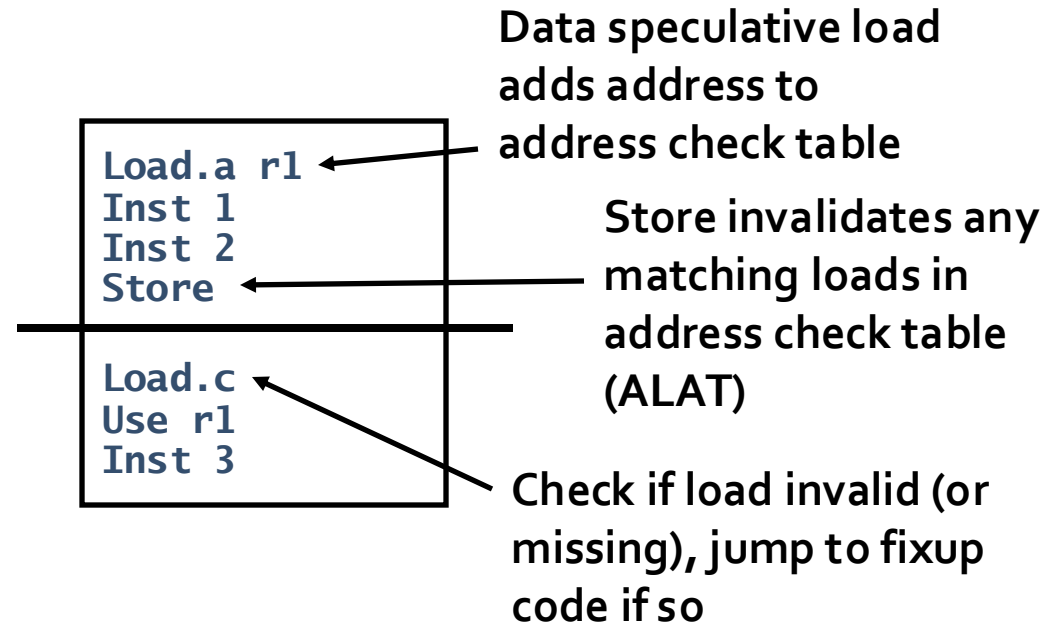 Data speculative load
adds address to
address check table
Load.a r1
Inst 1
Inst 2
Store
Store invalidates any
matching loads in
address check table
(ALAT)
Load.c
Use r1
Inst 3
Check if load invalid (or
missing), jump to fixup
code if so